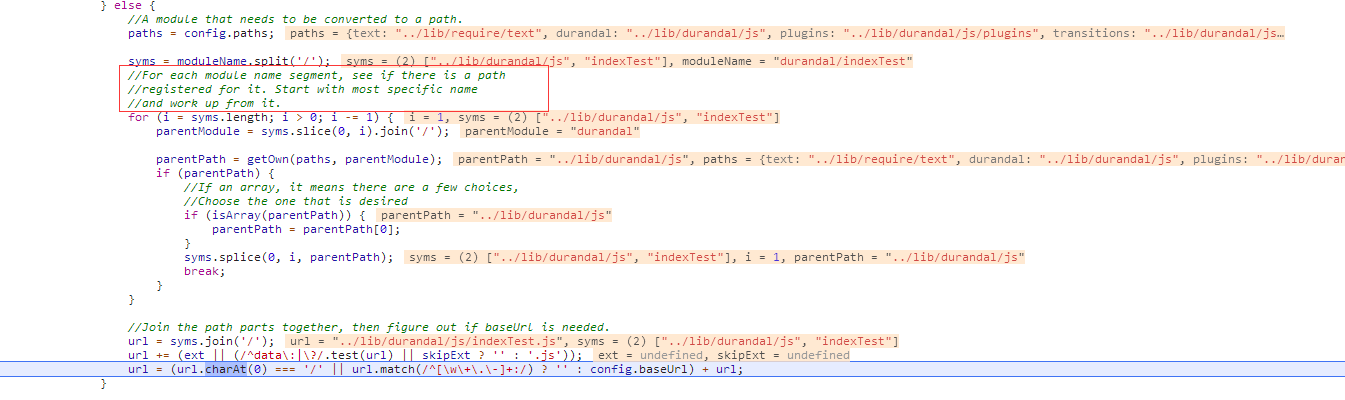 } else {
//A module that needs to be converted to a path.
paths = config.paths; paths = {text: "../lib/require/text", durandal: "../lib/durandal/js", plugins: "../lib/durandal/js/plugins", transitions: "../lib/durandal/js…
syms = moduleName.split('/'); syms = (2) ["../lib/durandal/js", "indexTest"], moduleName = "durandal/indexTest"
//For each module name segment, see if there is a path
//registered for it. Start with most specific name
//and work up from it.
for (i = syms.length; i > 0; i -= 1) { i = 1, syms = (2) ["../lib/durandal/js", "indexTest"]
parentModule = syms.slice(0, i).join('/'); parentModule = "durandal"
parentPath = getOwn(paths, parentModule); parentPath = "../lib/durandal/js", paths = {text: "../lib/require/text", durandal: "../lib/durandal/js", plugins: "../lib/duran
if (parentPath) {
//If an array, it means there are a few choices,
//Choose the one that is desired
if (isArray(parentPath)) { parentPath = "../lib/durandal/js"
parentPath = parentPath[0];
}
syms.splice(0, i, parentPath); syms = (2) ["../lib/durandal/js", "indexTest"], i = 1, parentPath = "../lib/durandal/js"
break;
}
}
//Join the path parts together, then figure out if baseUrl is needed.
url = syms.join('/'); url = "../lib/durandal/js/indexTest.js", syms = (2) ["../lib/durandal/js", "indexTest"]
url += (ext || (/^data\:|\?/.test(url) || skipExt ? '' : '.js')); ext = undefined, skipExt = undefined
url = (url.charAt(0) === '/' || url.match(/^[\w\+\.\-]+:/) ? '' : config.baseUrl) + url;
}